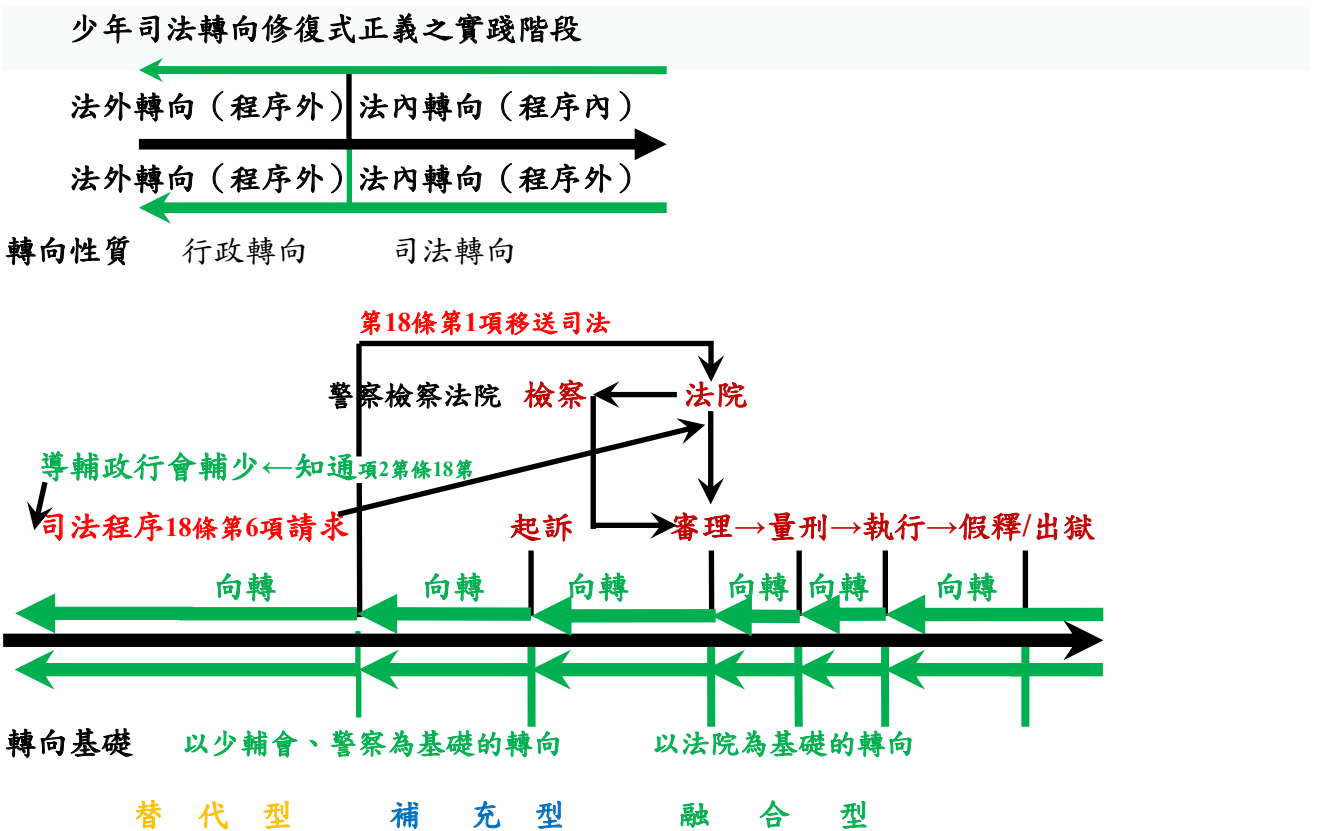 少年司法轉向修復式正義之實踐階段
法外轉向（程序外） 法內轉向（程序內）
法外轉向（程序外） 法內轉向（程序外）
轉向性質 行政轉向 司法轉向
第18條第1項移送司法
警察檢察法院 檢察 法院
導輔政行會輔少←知通項2第條18第
司法程序18條第6項請求 起訴 審理→量刑→執行→假釋/出獄
向轉 向轉 向轉 向轉 向轉 向轉
轉向基礎 以少輔會、警察為基礎的轉向 以法院為基礎的轉向
替代型 補充型 融合型